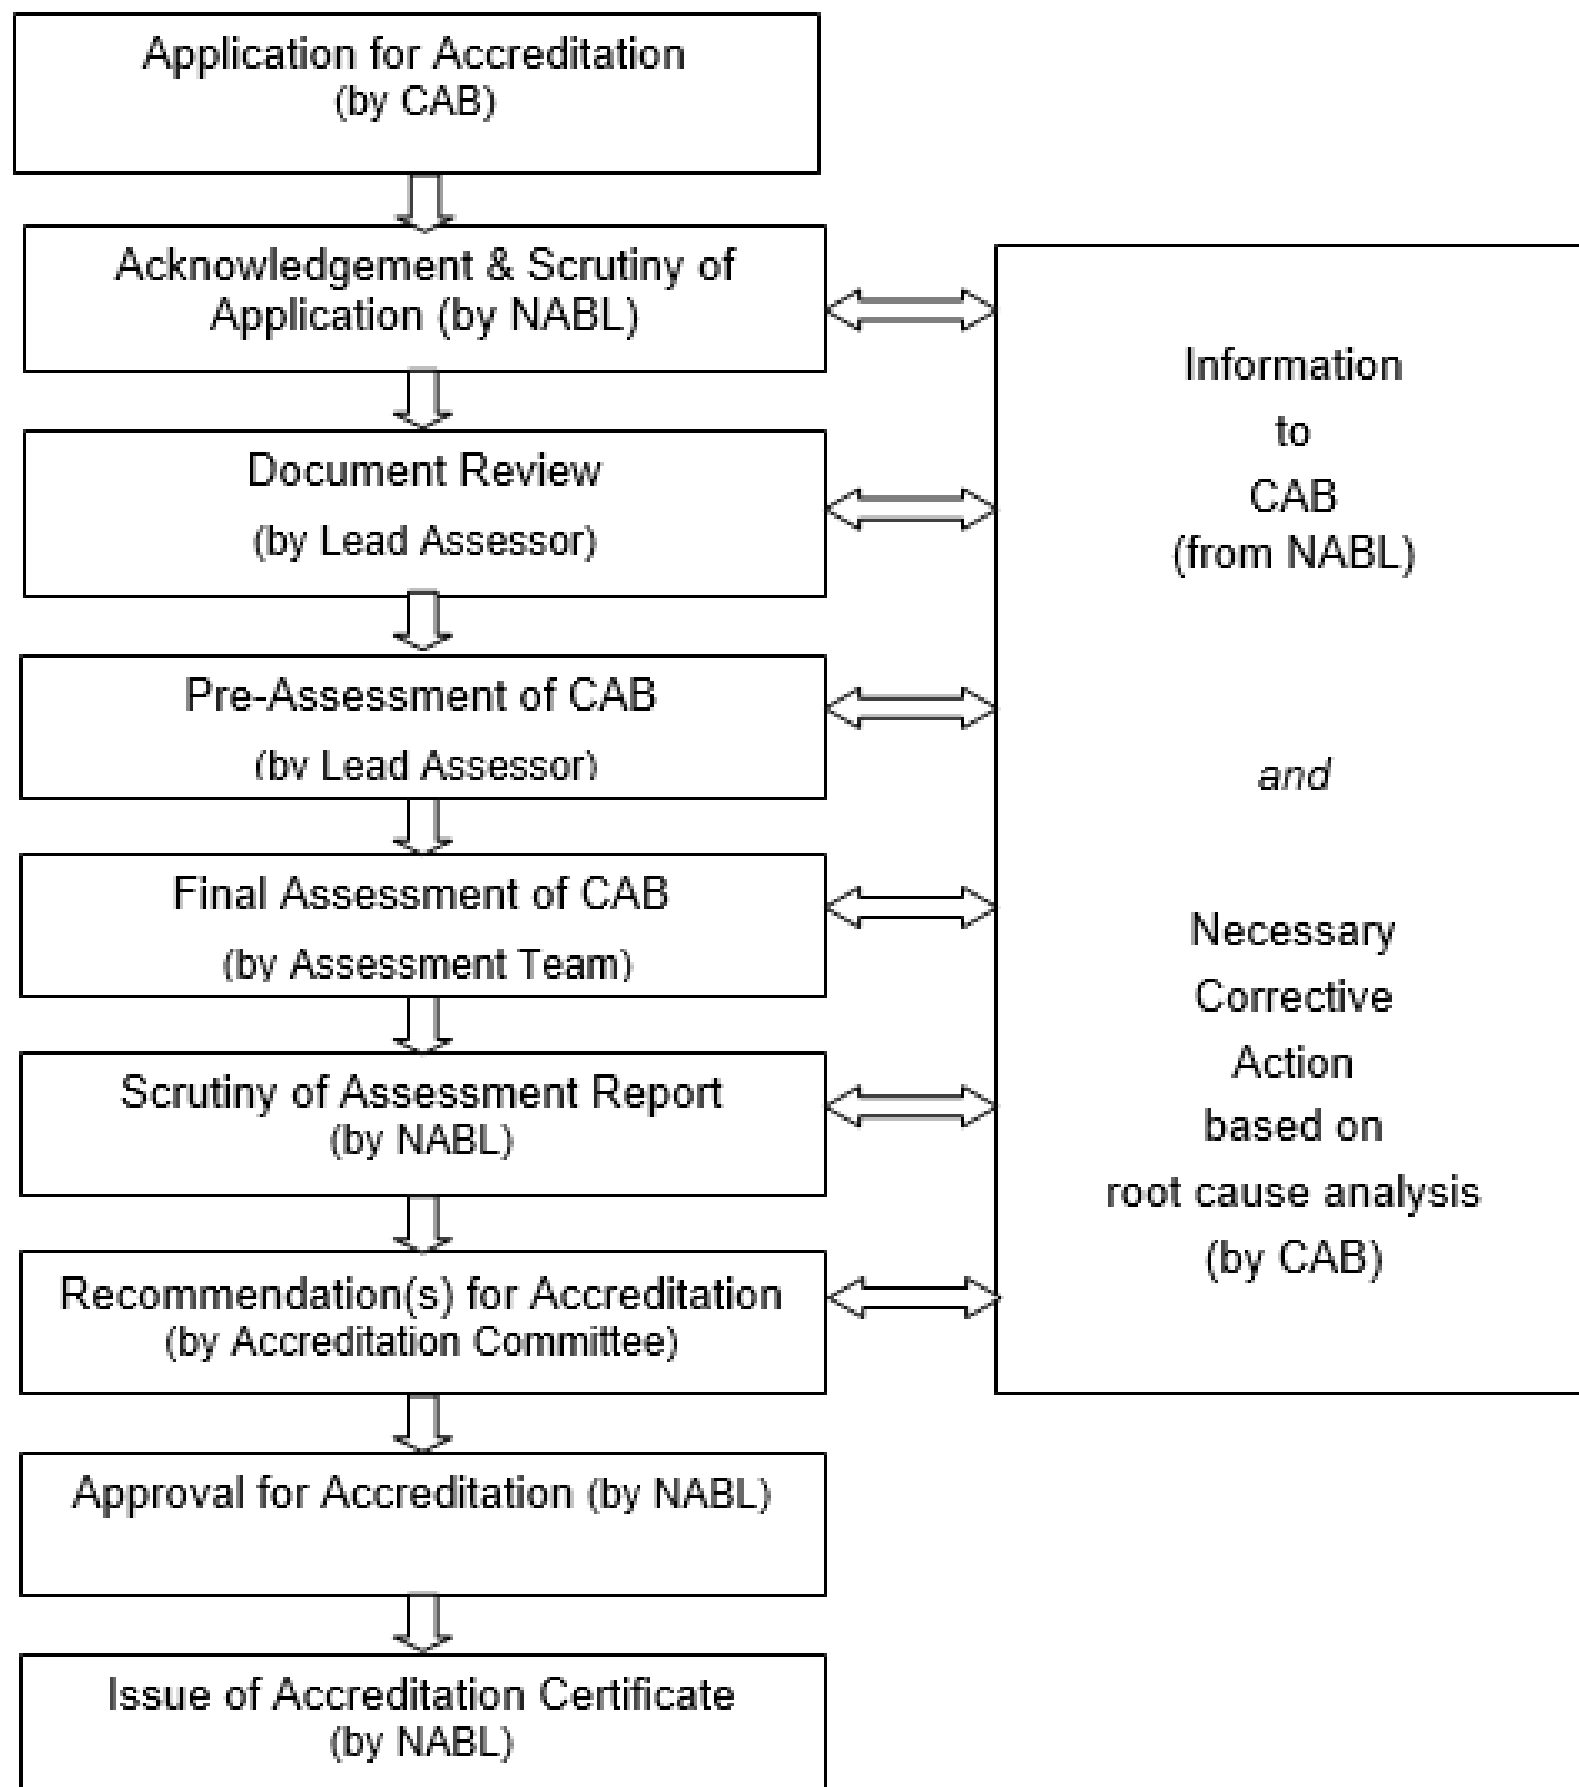 Application for Accreditation
(by CAB)
Acknowledgement & Scrutiny of
Application (by NABL)
Document Review
(by Lead Assessor)
Pre-Assessment of CAB
(by Lead Assessor)
Final Assessment of CAB
(by Assessment Team)
Scrutiny of Assessment Report
(by NABL)
Recommendation(s) for Accreditation
(by Accreditation Committee)
Approval for Accreditation (by NABL)
Issue of Accreditation Certificate
(by NABL)
Information
to
CAB
(from NABL)
and
Necessary
Corrective
Action
based on
root cause analysis
(by CAB)